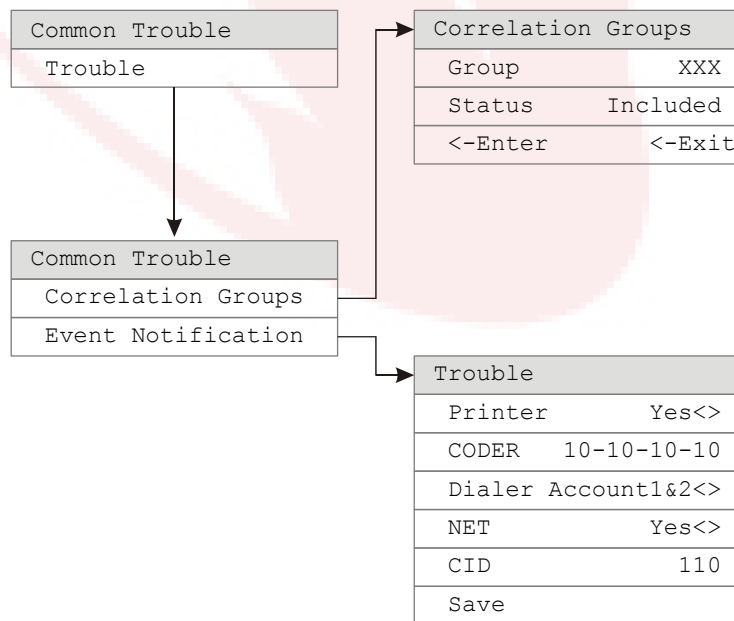 Common Trouble
Trouble
Correlation Groups
Group XXX
Status Included
<-Enter <-Exit
Common Trouble
Correlation Groups
Event Notification
Trouble
Printer Yes<>
CODER 10-10-10-10
Dialer Account1&2<>
NET Yes<>
CID 110
Save